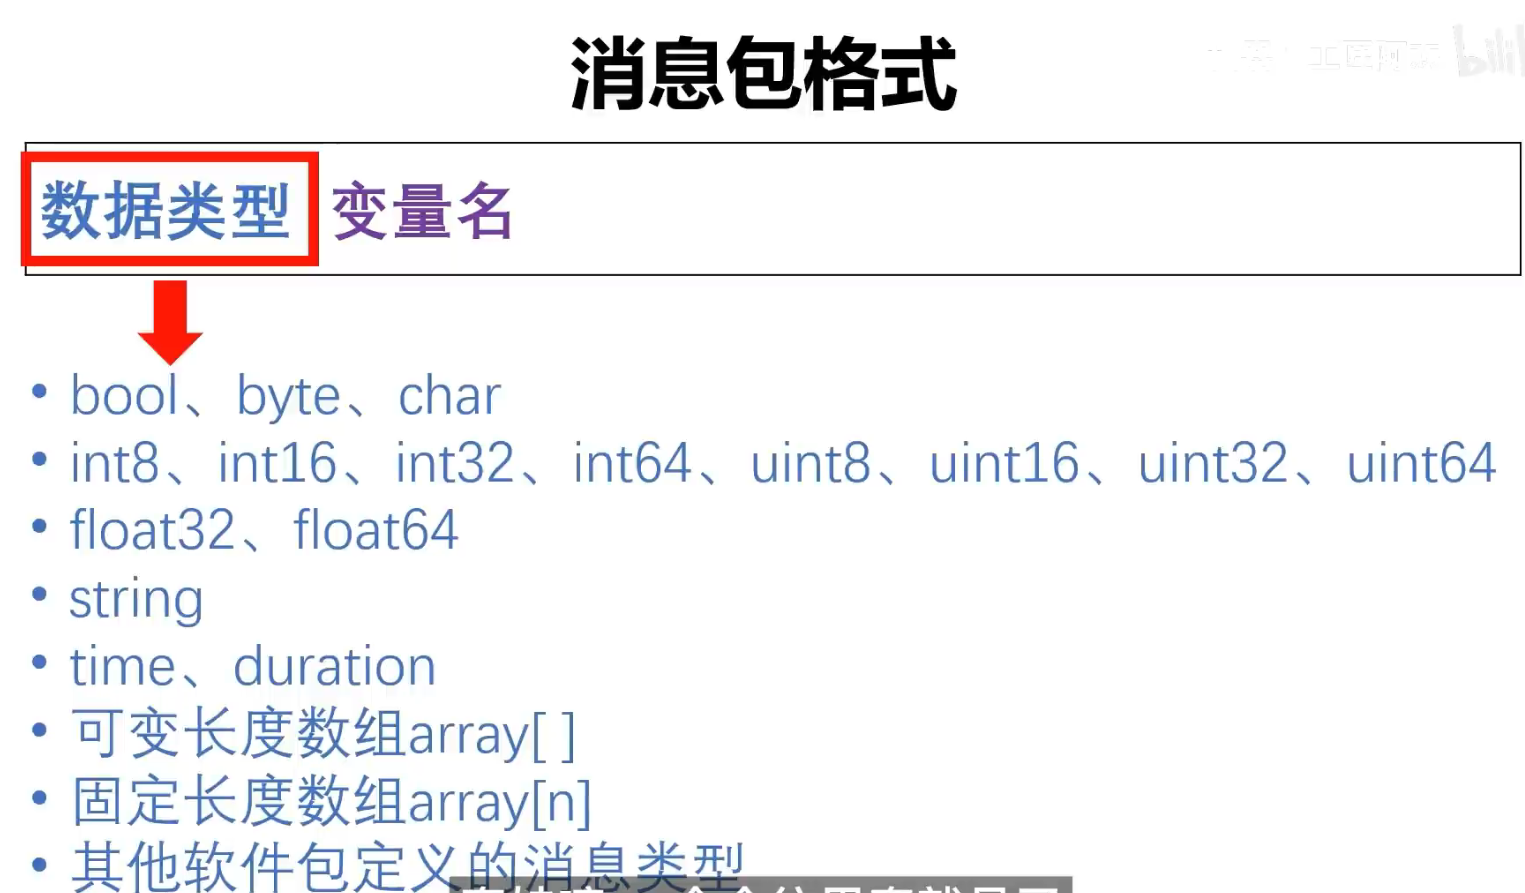 消息包格式
数据类型 变量名
• bool、byte、char
• int8、int16、int32、int64、uint8、uint16、uint32、uint64
• float32、float64
• string
• time、duration
• 可变长度数组array[ ]
• 固定长度数组array[n]
• 其他软件包定义的消息类型